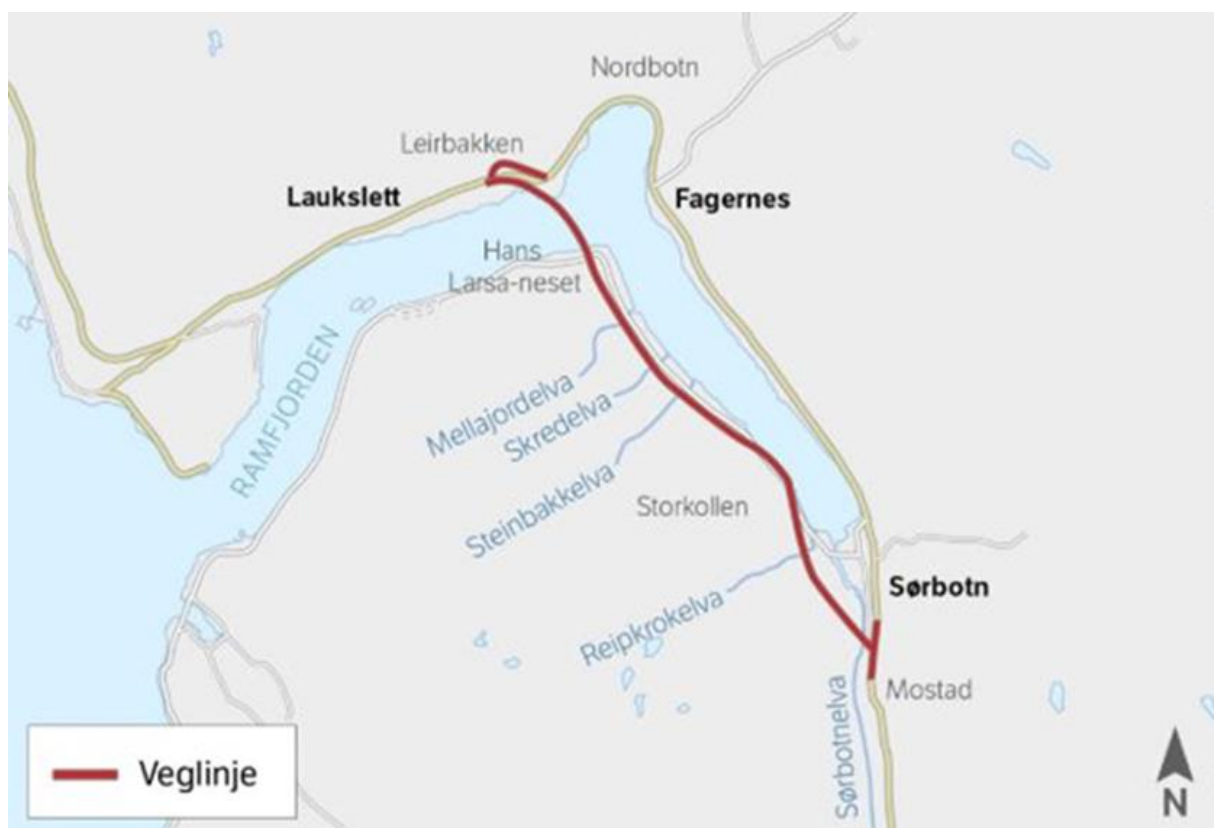 Nordbotn
Leirbakken
Laukslett
Fagernes
Hans
Larsa-neset
RAMFJORDEN
Mellajordelva
Skredelva
Steinbakkelva
Storkollen
Reipkrokelva
Sørbotn
Mostad
Sørbotnelva
Veglinje
N